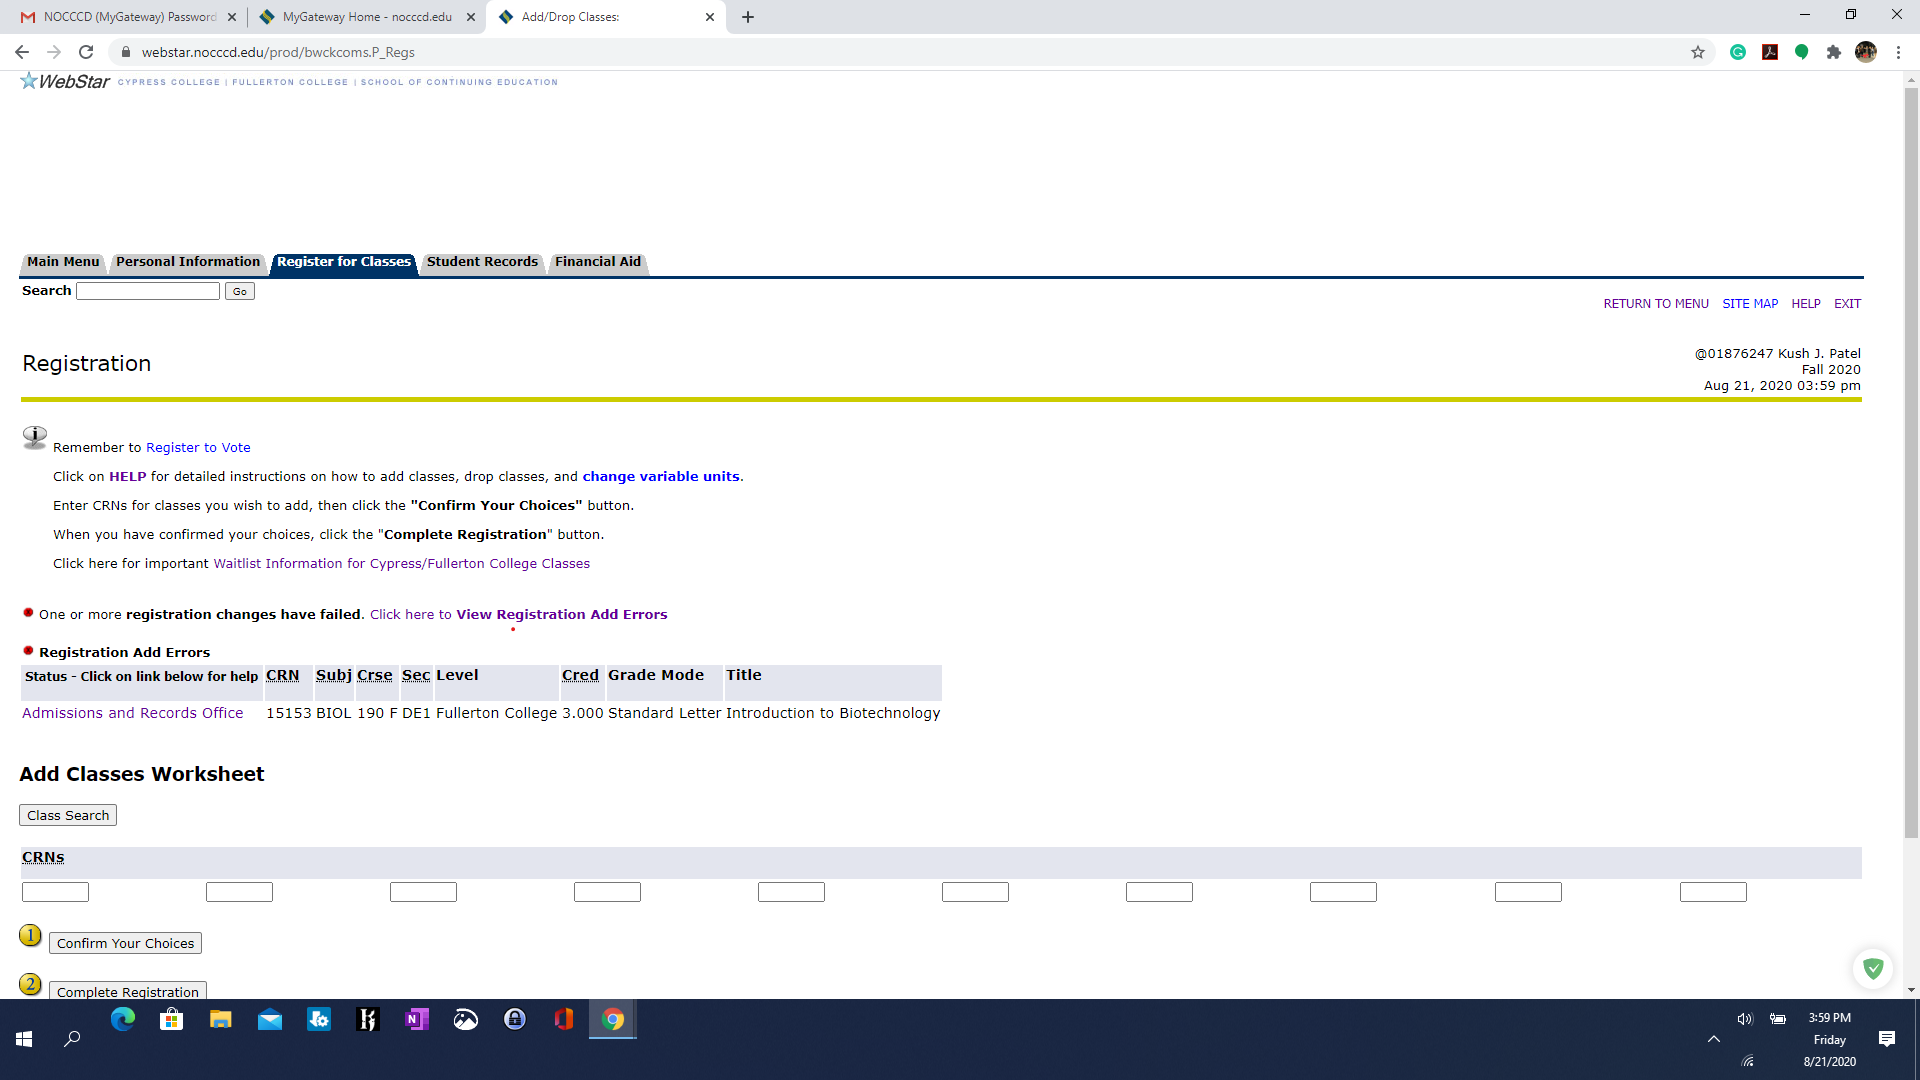 NOCCCD (MyGateway) Password
MyGateway Home - nocccd.edu
Add/Drop Classes:
webstar.nocccd.edu/prod/bwckcoms.P_Regs
WebStar CYPRESS COLLEGE | FULLERTON COLLEGE | SCHOOL OF CONTINUING EDUCATION
Main Menu Personal Information Register for Classes Student Records Financial Aid
Search Go
RETURN TO MENU SITE MAP HELP EXIT
Registration
@01876247 Kush J. Patel
Fall 2020
Aug 21, 2020 03:59 pm
Remember to Register to Vote
Click on HELP for detailed instructions on how to add classes, drop classes, and change variable units.
Enter CRNs for classes you wish to add, then click the "Confirm Your Choices" button.
When you have confirmed your choices, click the "Complete Registration" button.
Click here for important Waitlist Information for Cypress/Fullerton College Classes
One or more registration changes have failed. Click here to View Registration Add Errors
Registration Add Errors
Status - Click on link below for help CRN Subj Crse Sec Level Cred Grade Mode Title
Admissions and Records Office 15153 BIOL 190 F DE1 Fullerton College 3.000 Standard Letter Introduction to Biotechnology
Add Classes Worksheet
Class Search
CRNs
1 Confirm Your Choices
2 Complete Registration
3:59 PM
Friday
8/21/2020